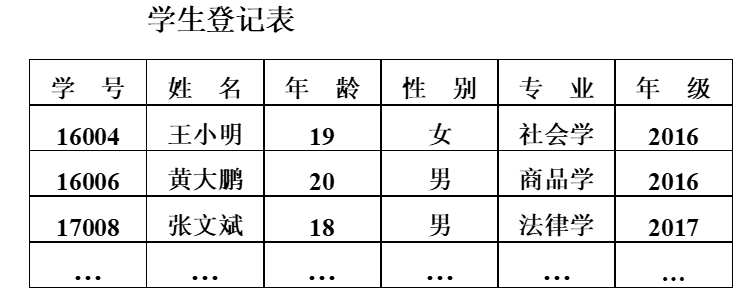 学生登记表
学 号 姓 名 年 龄 性 别 专 业 年 级
16004 王小明 19 女 社会学 2016
16006 黄大鹏 20 男 商品学 2016
17008 张文斌 18 男 法律学 2017
… … … … … …